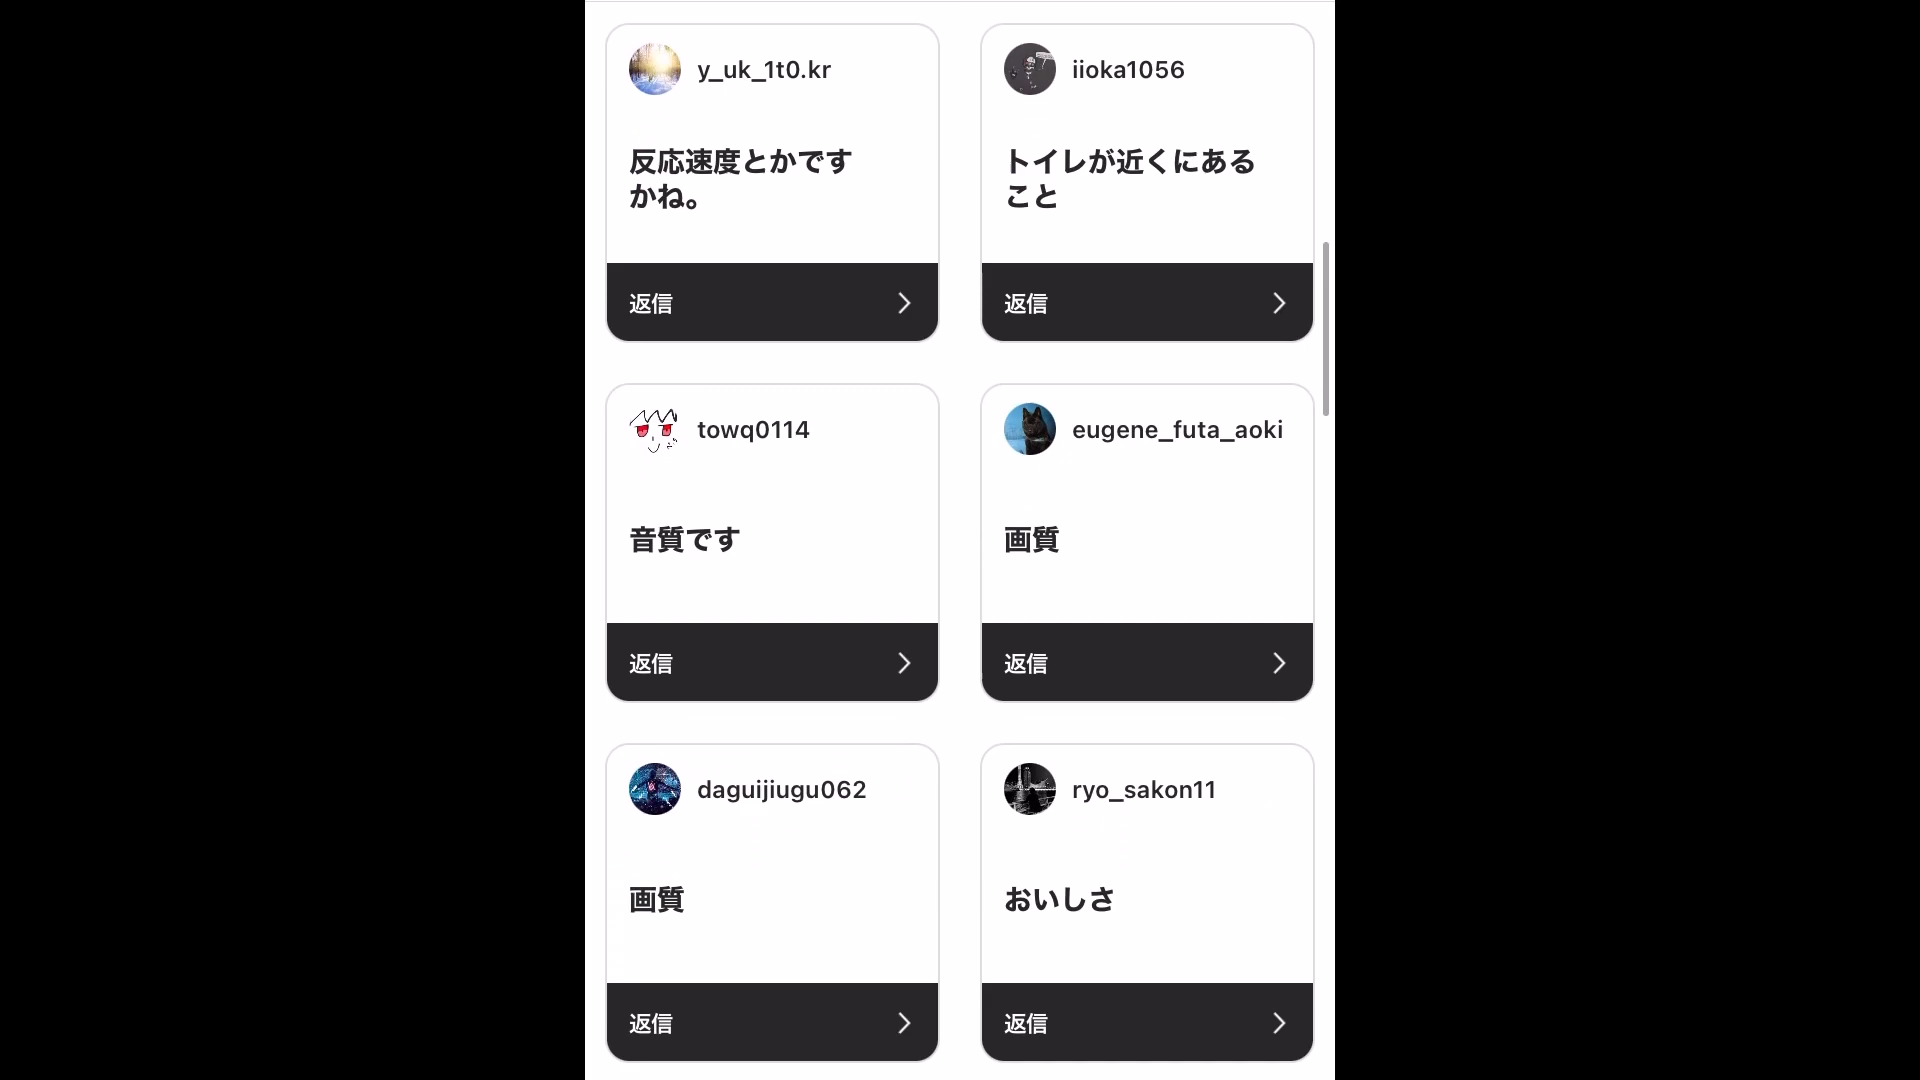 y_uk_1t0.kr
反応速度とかです
かね。
返信
iioka1056
トイレが近くにある
こと
返信
towq0114
音質です
返信
eugene_futa_aoki
画質
返信
daguijiugu062
画質
返信
ryo_sakon11
おいしさ
返信